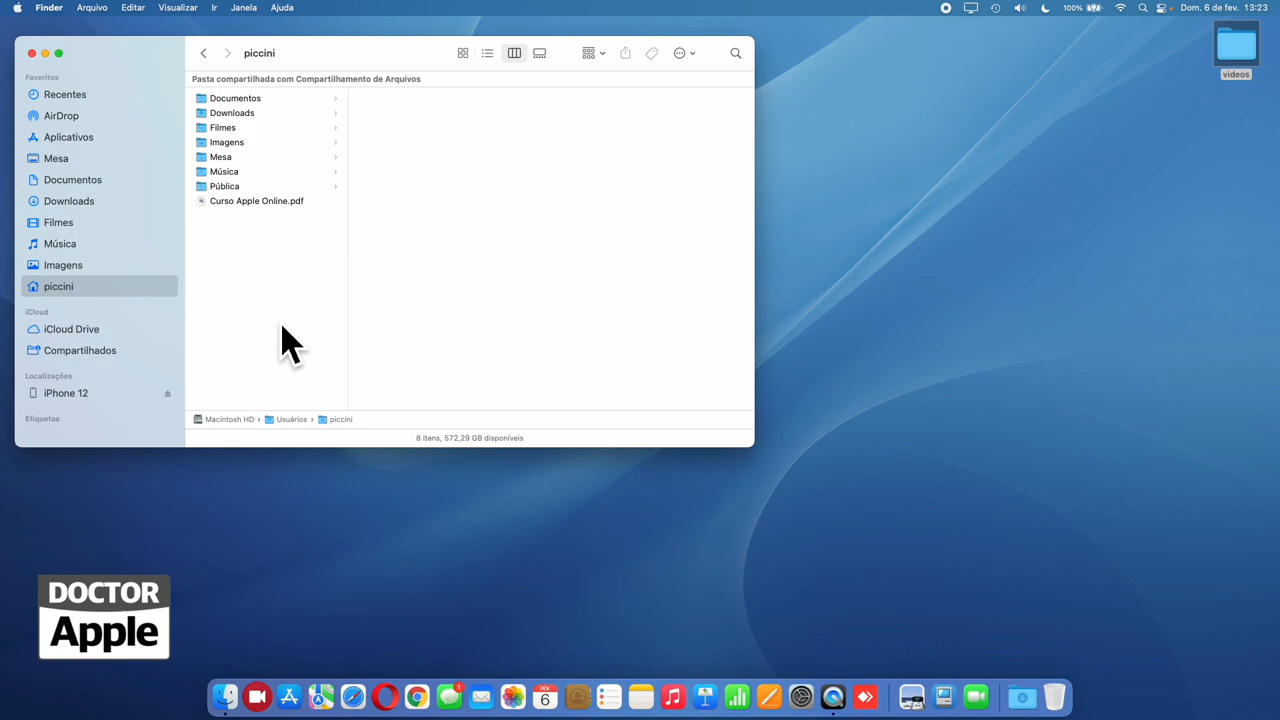 Finder Arquivo Editar Visualizar Ir Janela Ajuda 100% Dom. 6 de fev. 13:23
piccini
Pasta compartilhada com Compartilhamento de Arquivos
Favoritos
Recentes
AirDrop
Aplicativos
Mesa
Documentos
Downloads
Filmes
Música
Imagens
piccini
iCloud
iCloud Drive
Compartilhados
Localizações
iPhone 12
Etiquetas
Documentos
Downloads
Filmes
Imagens
Mesa
Música
Pública
Curso Apple Online.pdf
Macintosh HD › Usuários › piccini
8 itens, 572,29 GB disponíveis
videos
DOCTOR
Apple
1
FEV.
6